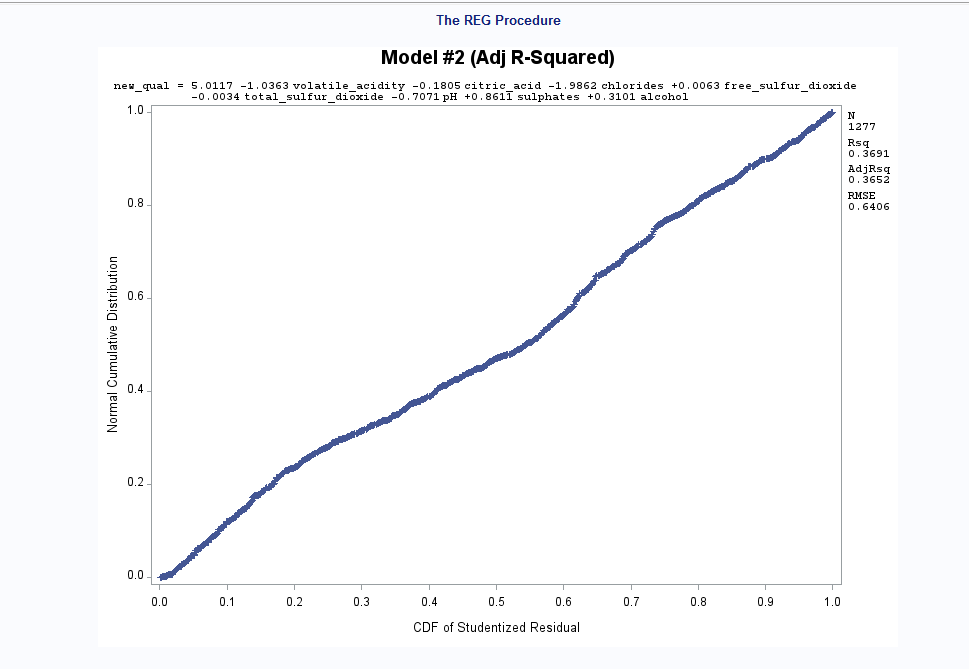 The REG Procedure
Model #2 (Adj R-Squared)
new_qual = 5.0117 -1.0363 volatile_acidity -0.1805 citric_acid -1.9862 chlorides +0.0063 free_sulfur_dioxide
-0.0034 total_sulfur_dioxide -0.7071 pH +0.8611 sulphates +0.3101 alcohol
1.0
0.8
0.6
0.4
0.2
0.0
Normal Cumulative Distribution
N
1277
Rsq
0.3691
AdjRsq
0.3652
RMSE
0.6406
0.0 0.1 0.2 0.3 0.4 0.5 0.6 0.7 0.8 0.9 1.0
CDF of Studentized Residual